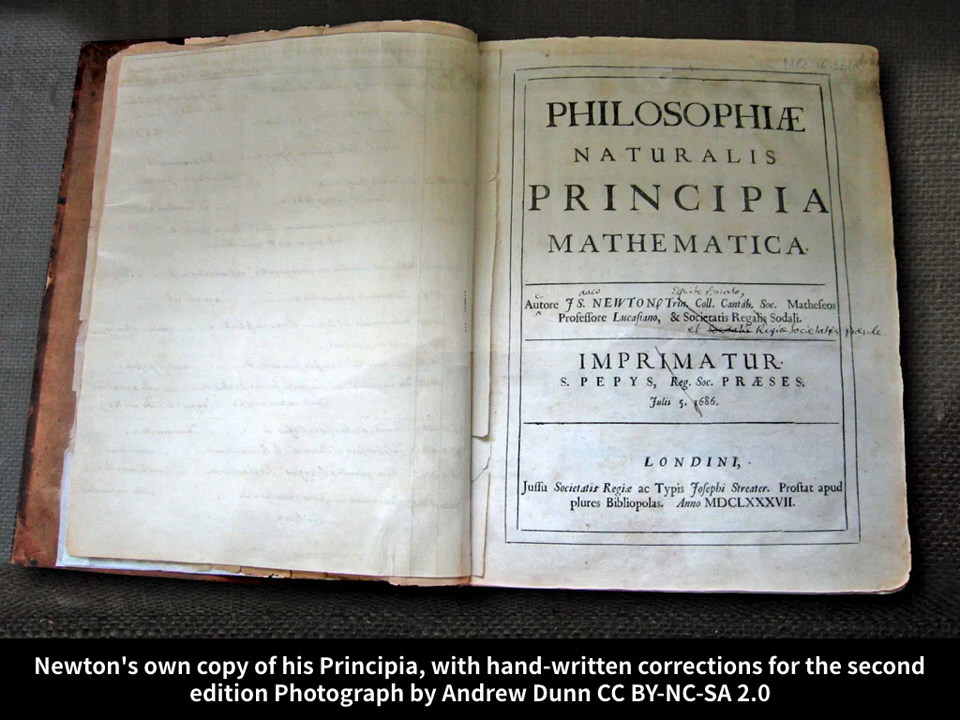 PHILOSOPHIÆ
NATURALIS
PRINCIPIA
MATHEMATICA.
Autore J S. NEWTON, Trin. Coll. Cantab. Soc. Matheseos
Professore Lucasiano, & Societatis Regalis Sodali.
et Regiæ Societatis
IMPRIMATUR.
S. PEPYS, Reg. Soc. PRÆSES.
Julii 5. 1686.
LONDINI,
Jussu Societatis Regiæ ac Typis Josephi Streater. Prostat apud
plures Bibliopolas. Anno MDCLXXXVII.
Newton's own copy of his Principia, with hand-written corrections for the second
edition Photograph by Andrew Dunn CC BY-NC-SA 2.0